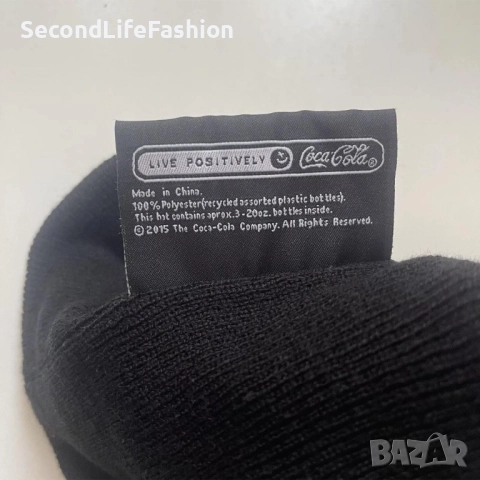 SecondLifeFashion
LIVE POSITIVELY Coca-Cola®
Made in China.
100% Polyester(recycled assorted plastic bottles).
This hat contains aprox. 3-20oz. bottles inside.
© 2015 The Coca-Cola Company. All Rights Reserved.
BAZAR